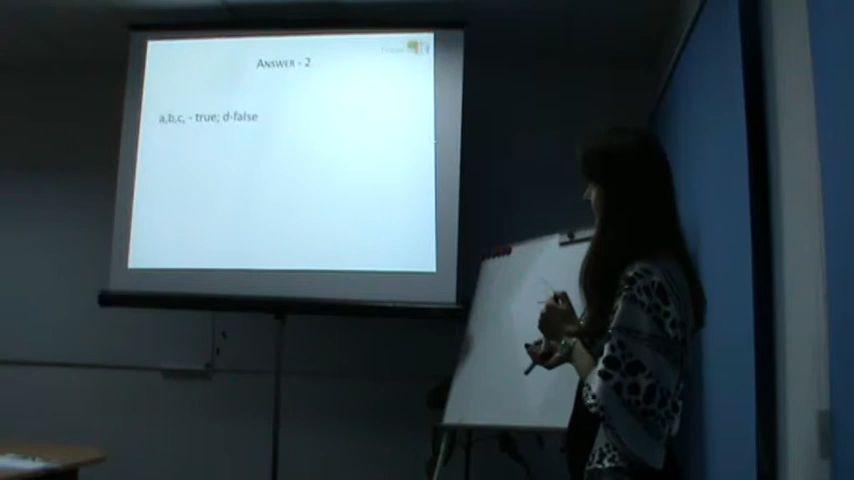 Answer - 2
a,b,c, - true; d-false